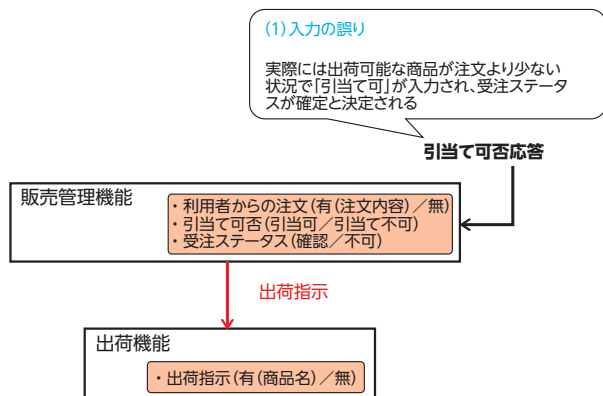 (1)入力の誤り
実際には出荷可能な商品が注文より少ない
状況で「引当て可」が入力され、受注ステータ
スが確定と決定される
引当て可否応答
販売管理機能
・利用者からの注文(有(注文内容)/無)
・引当て可否(引当可/引当て不可)
・受注ステータス(確認/不可)
出荷指示
出荷機能
・出荷指示(有(商品名)/無)